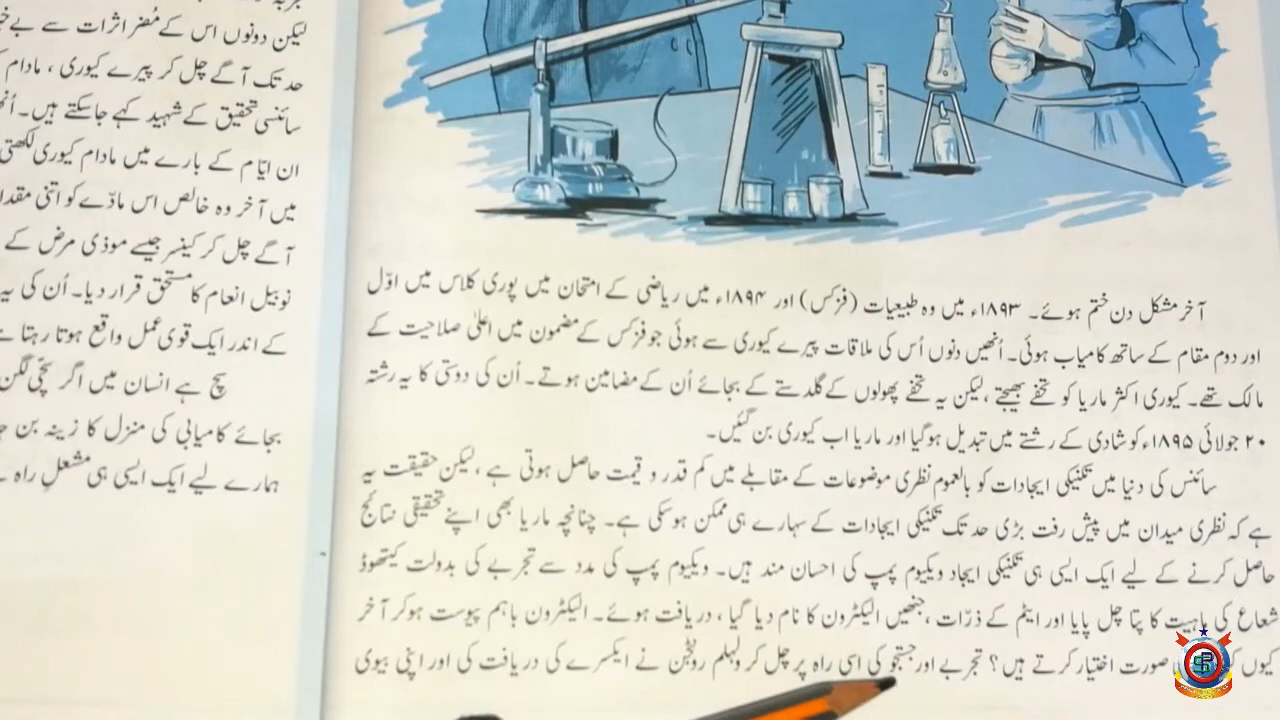 آخر مشکل دن ختم ہوئے۔ ۱۸۹۳ء میں وہ طبیعیات (فزکس) اور ۱۸۹۴ء میں ریاضی کے امتحان میں پوری کلاس میں اوّل
اور دوم مقام کے ساتھ کامیاب ہوئی۔ اُنھیں دنوں اُس کی ملاقات پیرے کیوری سے ہوئی جو فزکس کے مضمون میں اعلیٰ صلاحیت کے
مالک تھے۔ کیوری اکثر ماریا کو تحفے بھیجتے، لیکن یہ تحفے پھولوں کے گلدستے کے بجائے اُن کے مضامین ہوتے۔ اُن کی دوستی کا یہ رشتہ
۲۰ جولائی ۱۸۹۵ء کو شادی کے رشتے میں تبدیل ہوگیا اور ماریا اب کیوری بن گئیں۔
سائنس کی دنیا میں تکنیکی ایجادات کو بالعموم نظری موضوعات کے مقابلے میں کم قدر و قیمت حاصل ہوتی ہے، لیکن حقیقت یہ
ہے کہ نظری میدان میں پیش رفت بڑی حد تک تکنیکی ایجادات کے سہارے ہی ممکن ہوسکی ہے۔ چنانچہ ماریا بھی اپنے تحقیقی نتائج
حاصل کرنے کے لیے ایک ایسی ہی تکنیکی ایجاد ویکیوم پمپ کی احسان مند ہیں۔ ویکیوم پمپ کی مدد سے تجربے کی بدولت کیتھوڈ
شعاع کی ماہیت کا پتا چل پایا اور ایٹم کے ذرّات، جنھیں الیکٹرون کا نام دیا گیا، دریافت ہوئے۔ الیکٹرون باہم پیوست ہوکر آخر
کیوں صورت اختیار کرتے ہیں؟ تجربے اور جستجو کی اسی راہ پر چل کر ولہلم رونٹجن نے ایکسرے کی دریافت کی اور اپنی بیوی
لیکن دونوں اس کے مُضر اثرات سے بے
حد تک آگے چل کر پیرے کیوری، مادام
سائنسی تحقیق کے شہید کہے جاسکتے ہیں۔
ان ایّام کے بارے میں مادام کیوری لکھتی
میں آخر وہ خالص اس مادّے کو اتنی
آگے چل کر کینسر جیسے موذی مرض کے
نوبیل انعام کا مستحق قرار دیا۔ اُن کی یہ
کے اندر ایک قوی عمل واقع ہوتا رہتا
سچ ہے انسان میں اگر سچّی لگن
بجائے کامیابی کی منزل کا زینہ بن
ہمارے لیے ایک ایسی ہی مشعلِ راہ